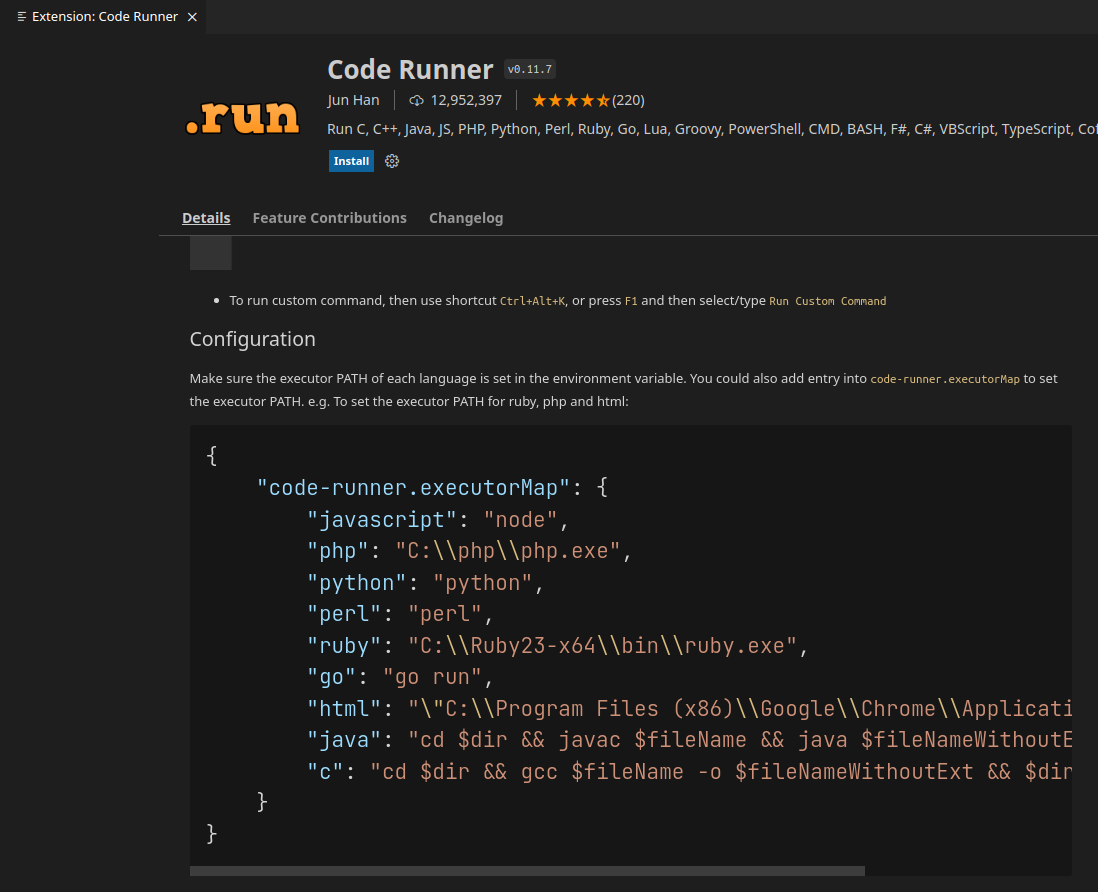 Extension: Code Runner
Code Runner v0.11.7
Jun Han 12,952,397 (220)
.run
Run C, C++, Java, JS, PHP, Python, Perl, Ruby, Go, Lua, Groovy, PowerShell, CMD, BASH, F#, C#, VBScript, TypeScript, Cof
Install
Details Feature Contributions Changelog
• To run custom command, then use shortcut Ctrl+Alt+K, or press F1 and then select/type Run Custom Command
Configuration
Make sure the executor PATH of each language is set in the environment variable. You could also add entry into code-runner.executorMap to set
the executor PATH. e.g. To set the executor PATH for ruby, php and html:
{
    "code-runner.executorMap": {
        "javascript": "node",
        "php": "C:\\php\\php.exe",
        "python": "python",
        "perl": "perl",
        "ruby": "C:\\Ruby23-x64\\bin\\ruby.exe",
        "go": "go run",
        "html": "\"C:\\Program Files (x86)\\Google\\Chrome\\Applicati
        "java": "cd $dir && javac $fileName && java $fileNameWithoutE
        "c": "cd $dir && gcc $fileName -o $fileNameWithoutExt && $dir
    }
}